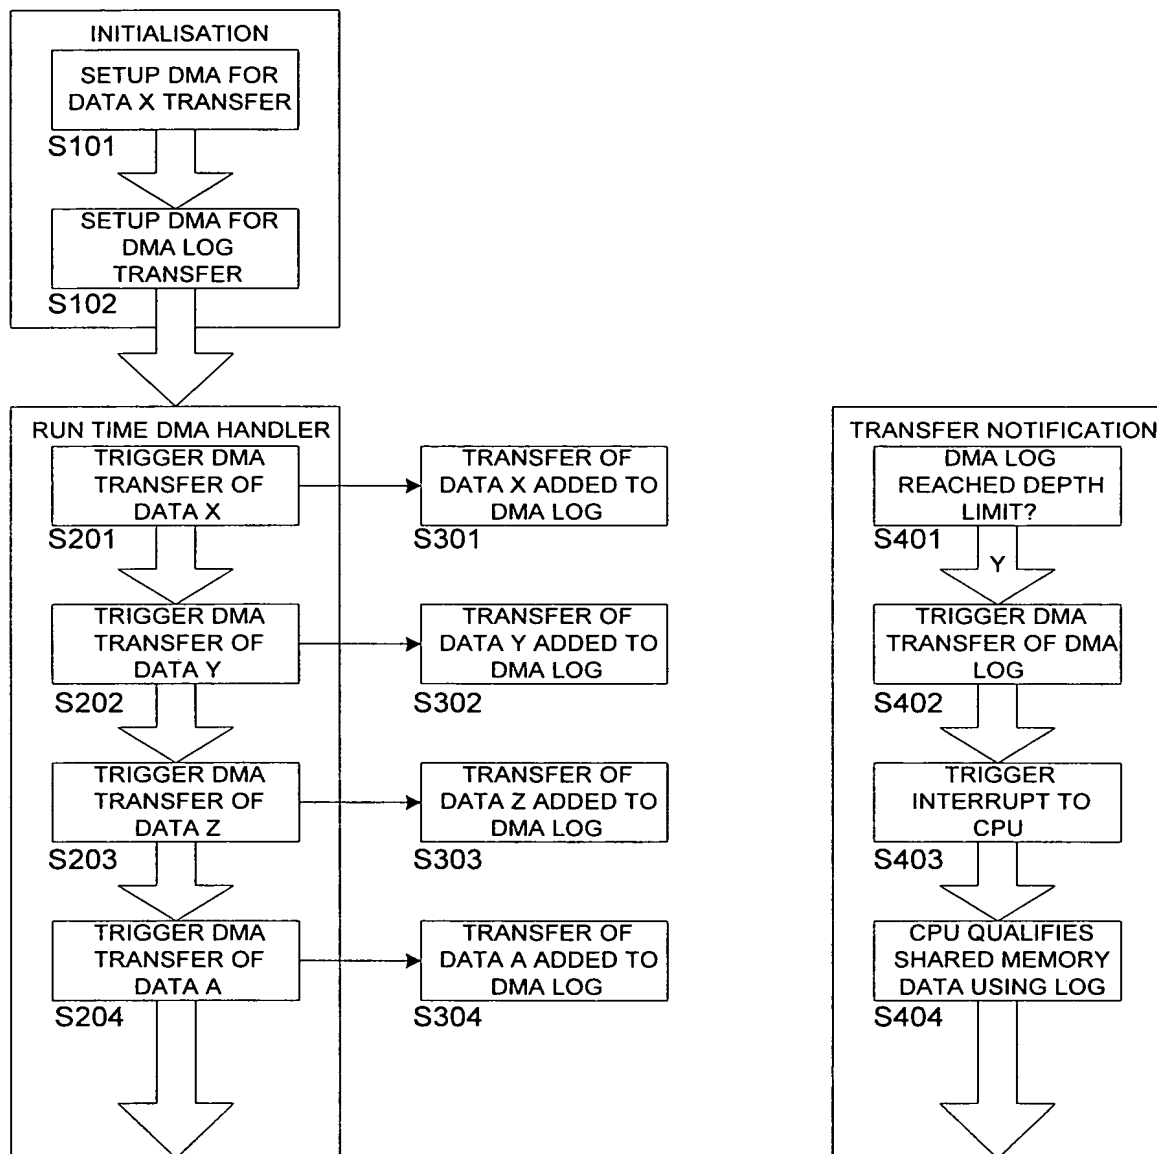 INITIALISATION
SETUP DMA FOR
DATA X TRANSFER
S101
SETUP DMA FOR
DMA LOG
TRANSFER
S102
RUN TIME DMA HANDLER
TRIGGER DMA
TRANSFER OF
DATA X
S201
TRANSFER OF
DATA X ADDED TO
DMA LOG
S301
TRIGGER DMA
TRANSFER OF
DATA Y
S202
TRANSFER OF
DATA Y ADDED TO
DMA LOG
S302
TRIGGER DMA
TRANSFER OF
DATA Z
S203
TRANSFER OF
DATA Z ADDED TO
DMA LOG
S303
TRIGGER DMA
TRANSFER OF
DATA A
S204
TRANSFER OF
DATA A ADDED TO
DMA LOG
S304
TRANSFER NOTIFICATION
DMA LOG
REACHED DEPTH
LIMIT?
S401
Y
TRIGGER DMA
TRANSFER OF DMA
LOG
S402
TRIGGER
INTERRUPT TO
CPU
S403
CPU QUALIFIES
SHARED MEMORY
DATA USING LOG
S404